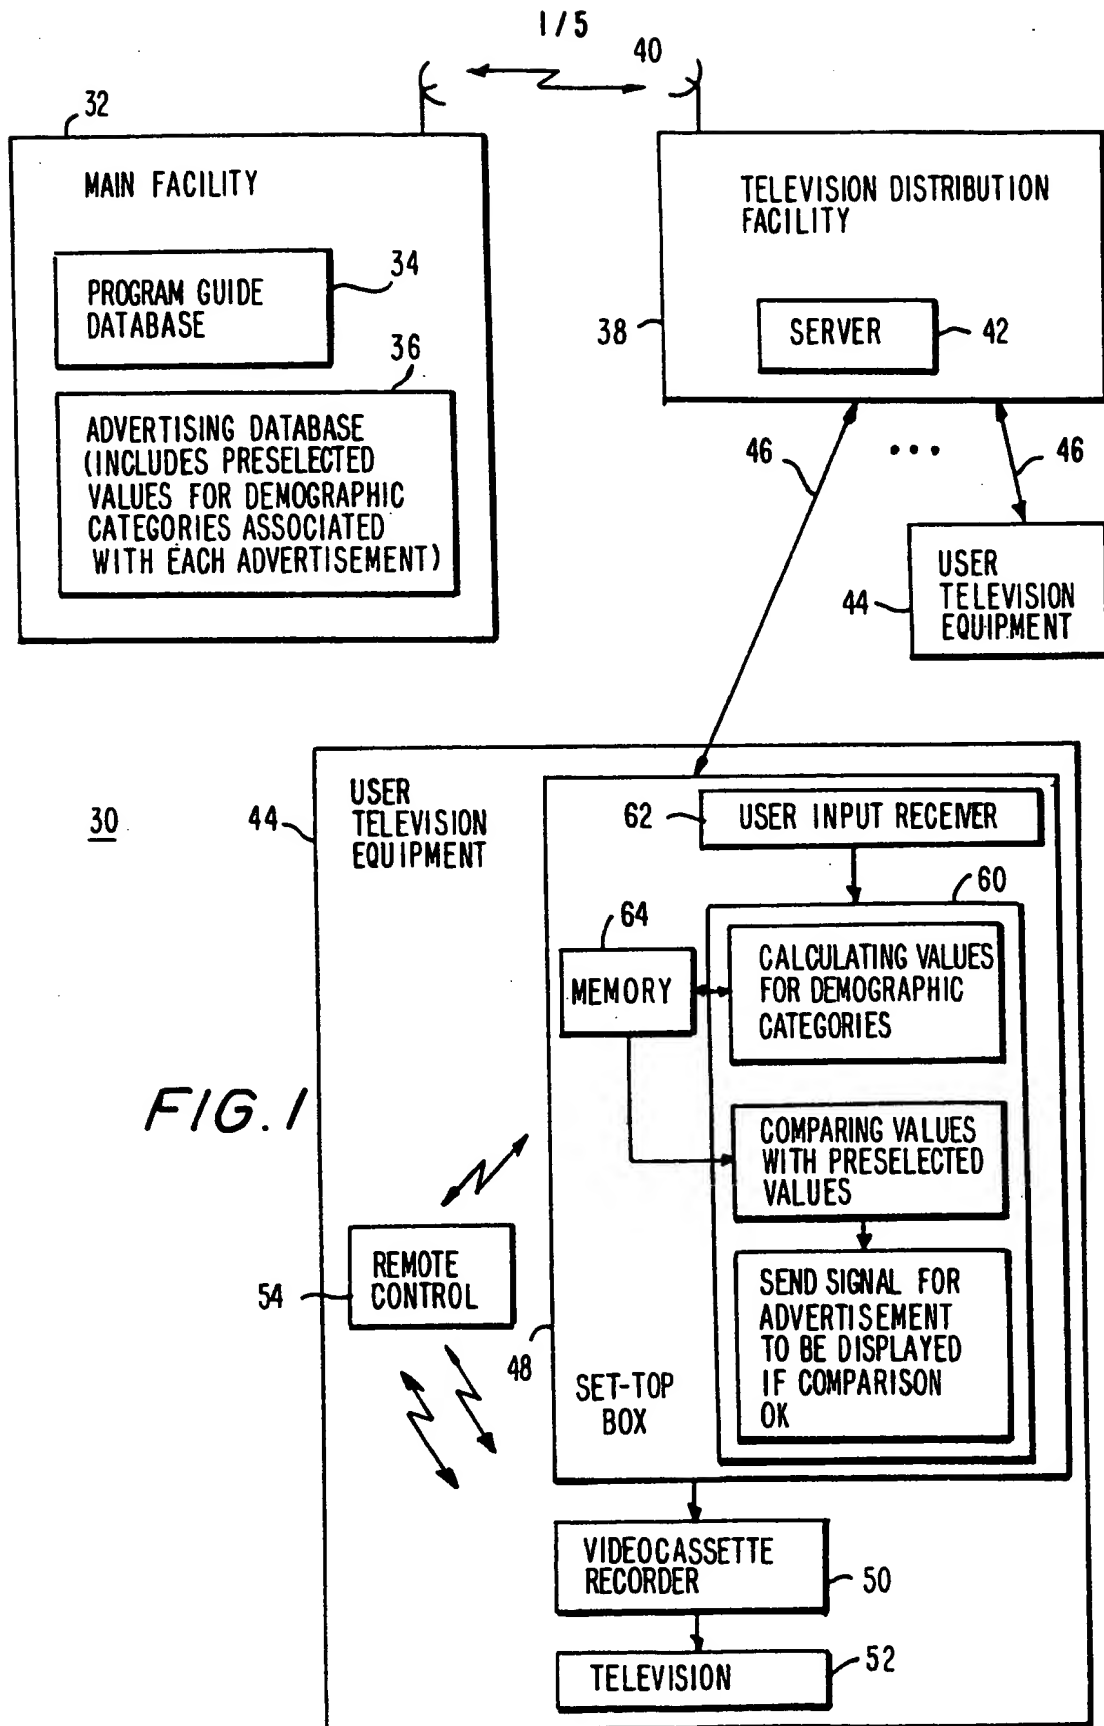 1/5
40
32
MAIN FACILITY
34
PROGRAM GUIDE
DATABASE
36
ADVERTISING DATABASE
(INCLUDES PRESELECTED
VALUES FOR DEMOGRAPHIC
CATEGORIES ASSOCIATED
WITH EACH ADVERTISEMENT)
TELEVISION DISTRIBUTION
FACILITY
38
SERVER
42
46
...
46
44
USER
TELEVISION
EQUIPMENT
30
44
USER
TELEVISION
EQUIPMENT
62
USER INPUT RECEIVER
60
64
MEMORY
CALCULATING VALUES
FOR DEMOGRAPHIC
CATEGORIES
FIG. 1
COMPARING VALUES
WITH PRESELECTED
VALUES
54
REMOTE
CONTROL
SEND SIGNAL FOR
ADVERTISEMENT
TO BE DISPLAYED
IF COMPARISON
OK
48
SET-TOP
BOX
VIDEOCASSETTE
RECORDER
50
TELEVISION
52